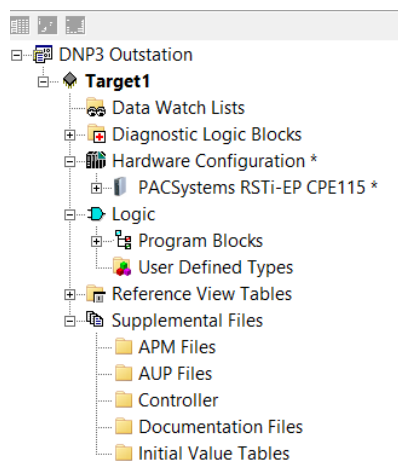 DNP3 Outstation
Target1
Data Watch Lists
Diagnostic Logic Blocks
Hardware Configuration *
PACSystems RSTi-EP CPE115 *
Logic
Program Blocks
User Defined Types
Reference View Tables
Supplemental Files
APM Files
AUP Files
Controller
Documentation Files
Initial Value Tables